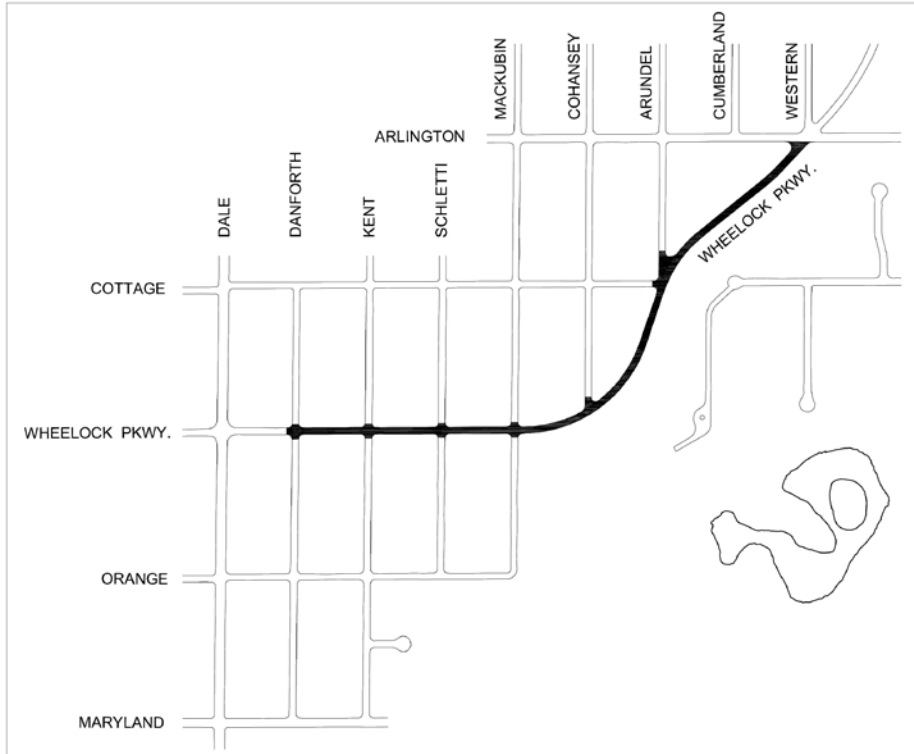 MACKUBIN
COHANSEY
ARUNDEL
CUMBERLAND
WESTERN
ARLINGTON
DALE
DANFORTH
KENT
SCHLETTI
WHEELOCK PKWY.
COTTAGE
WHEELOCK PKWY.
ORANGE
MARYLAND